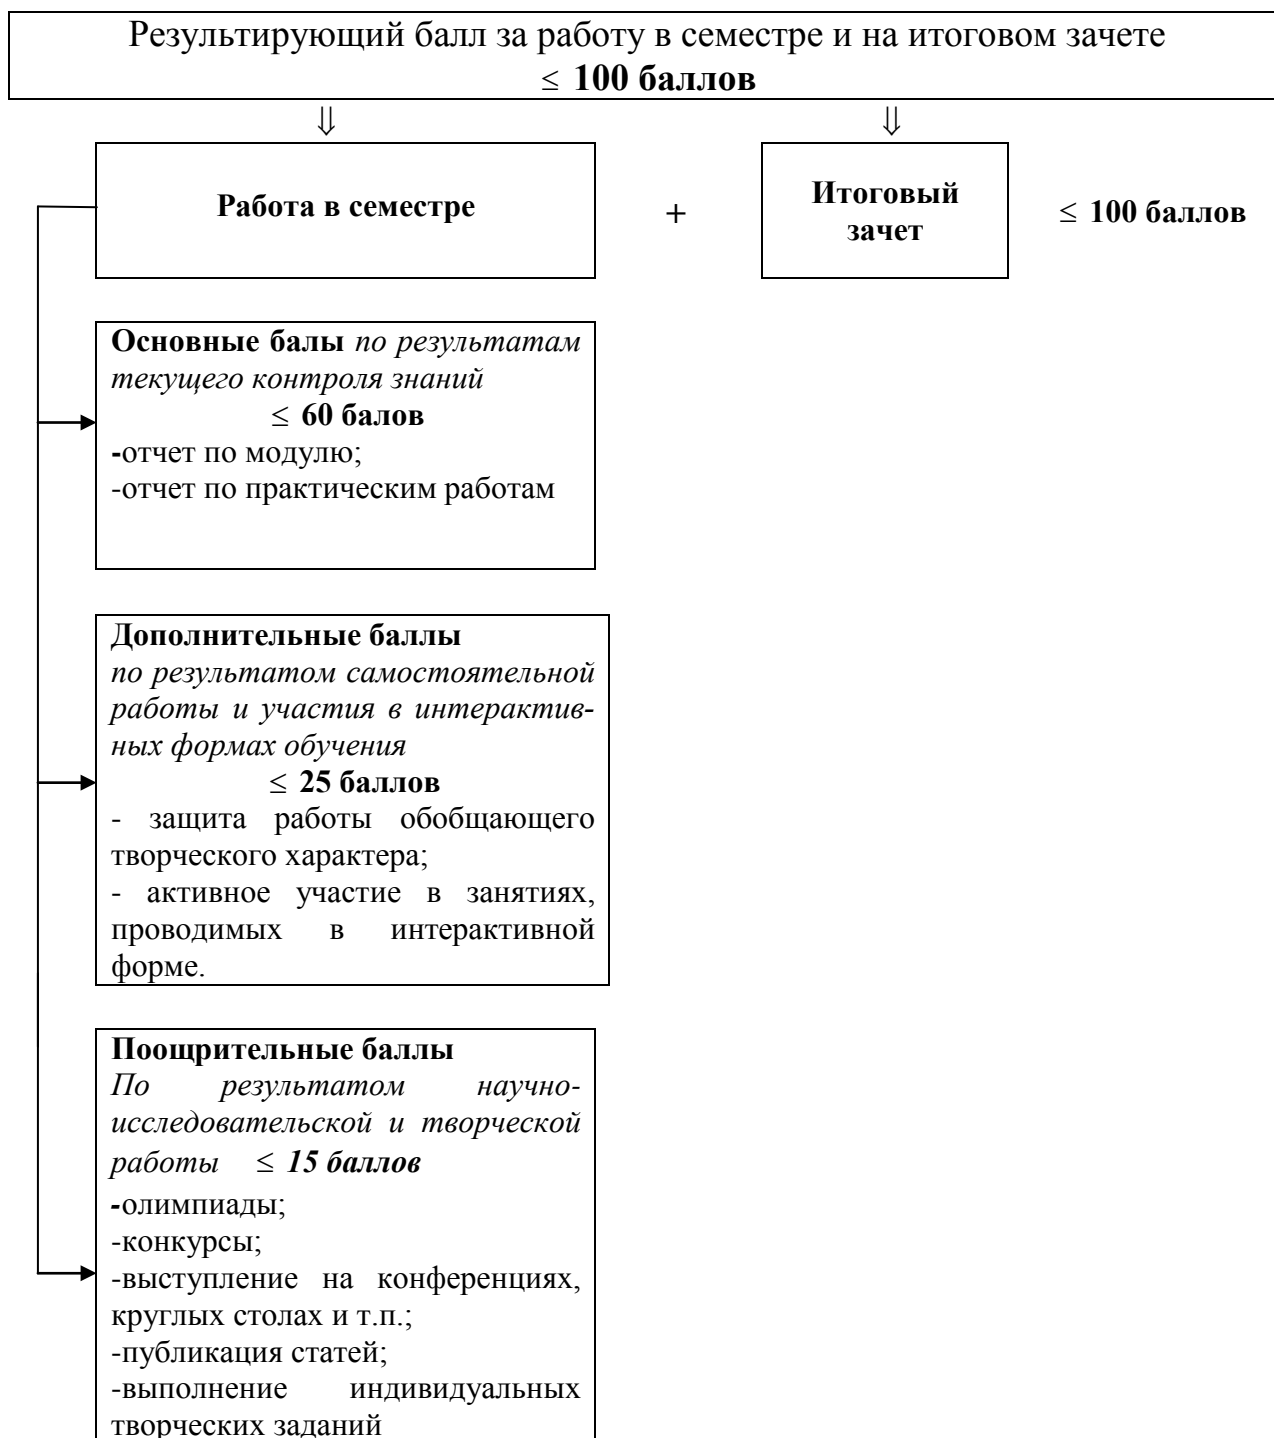 Результирующий балл за работу в семестре и на итоговом зачете
≤ 100 баллов
⇓ ⇓
Работа в семестре
+
Итоговый
зачет
≤ 100 баллов
Основные балы по результатам
текущего контроля знаний
≤ 60 балов
-отчет по модулю;
-отчет по практическим работам
Дополнительные баллы
по результатом самостоятельной
работы и участия в интерактив-
ных формах обучения
≤ 25 баллов
- защита работы обобщающего
творческого характера;
- активное участие в занятиях,
проводимых в интерактивной
форме.
Поощрительные баллы
По результатом научно-
исследовательской и творческой
работы ≤ 15 баллов
-олимпиады;
-конкурсы;
-выступление на конференциях,
круглых столах и т.п.;
-публикация статей;
-выполнение индивидуальных
творческих заданий